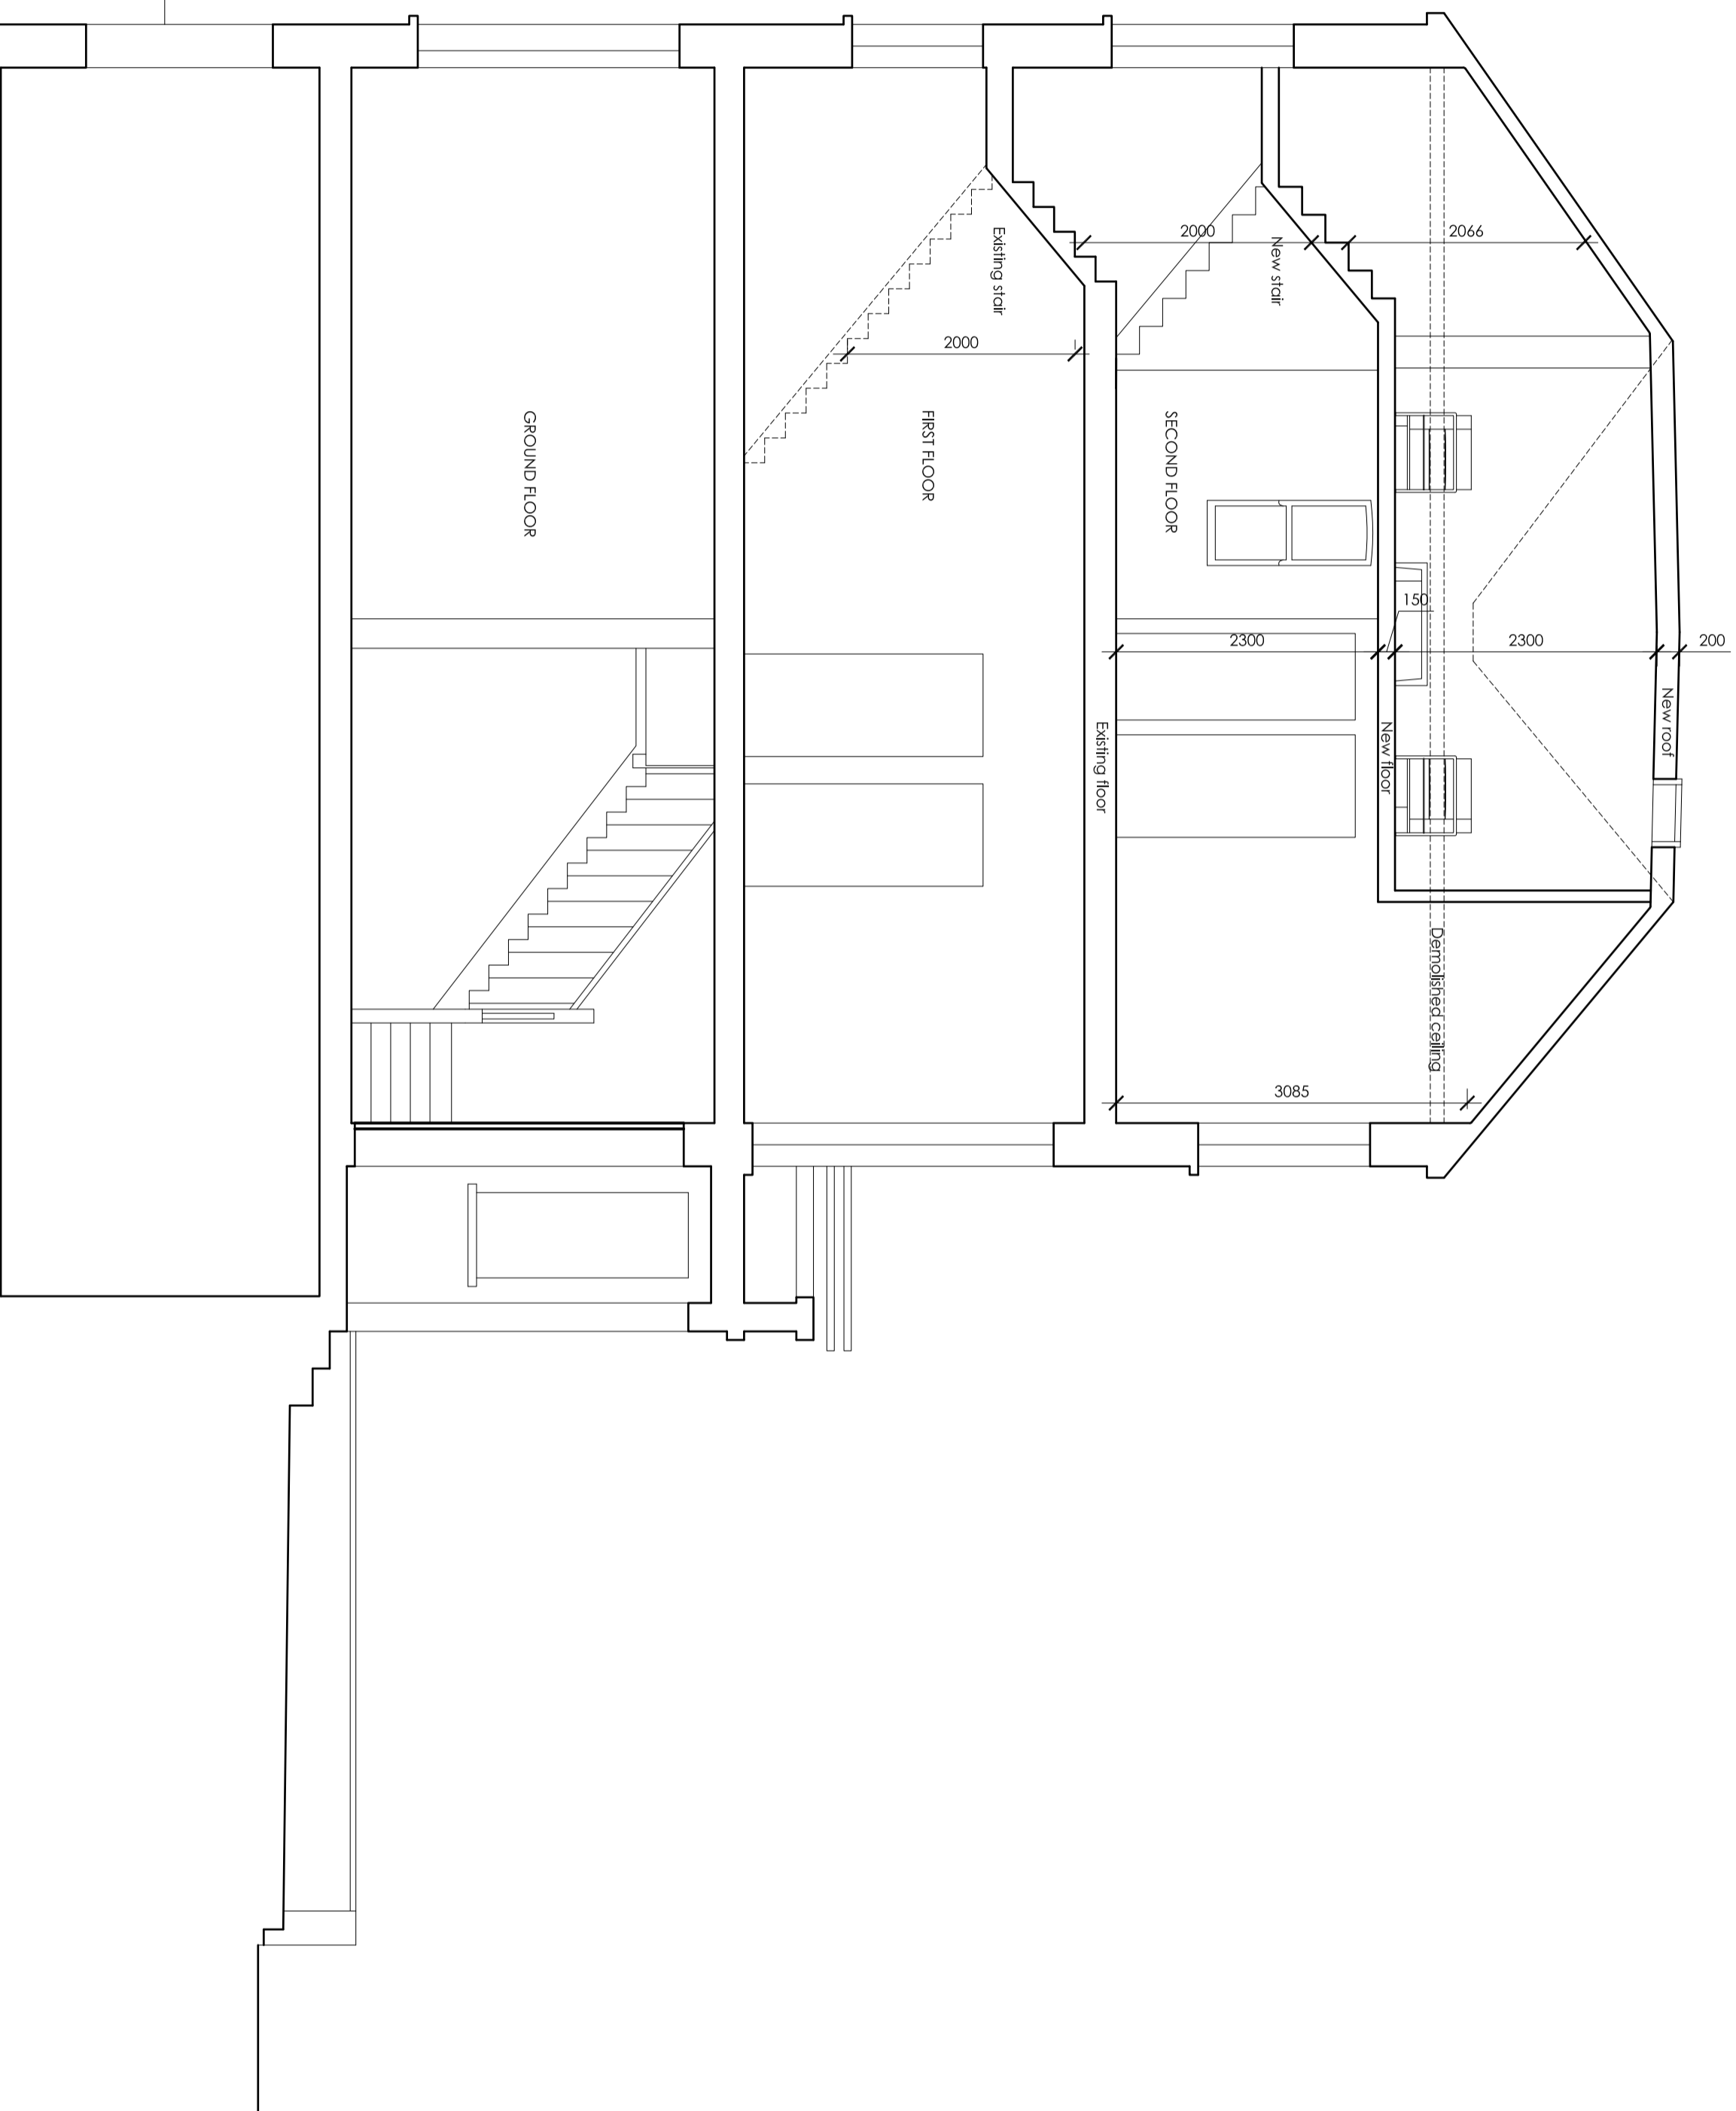 2000
2066
Existing stair
New stair
2000
GROUND FLOOR
FIRST FLOOR
SECOND FLOOR
150
2300
2300
200
New roof
Existing floor
New floor
Demolished ceiling
3085